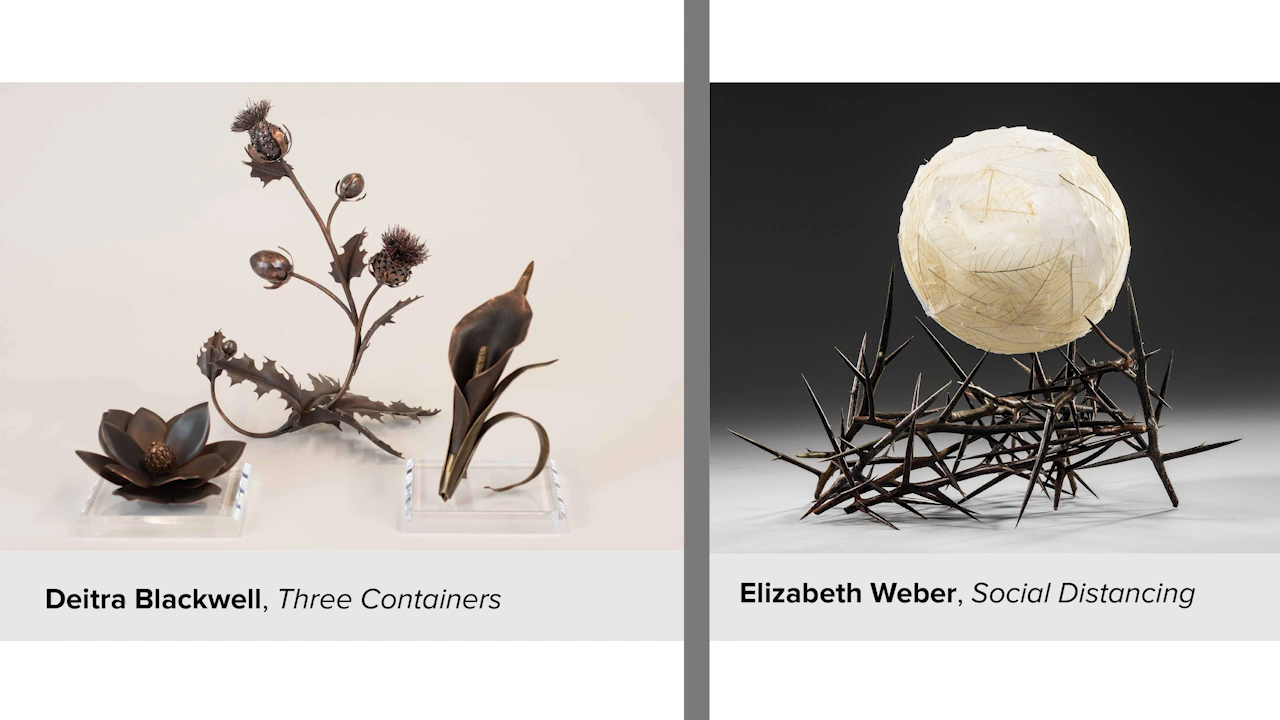 Deitra Blackwell, Three Containers
Elizabeth Weber, Social Distancing